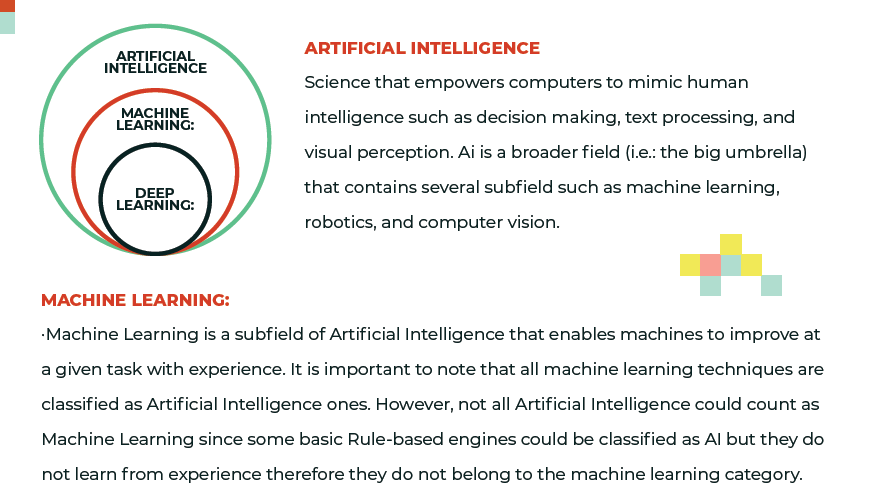 ARTIFICIAL
INTELLIGENCE
MACHINE
LEARNING:
DEEP
LEARNING:
ARTIFICIAL INTELLIGENCE
Science that empowers computers to mimic human
intelligence such as decision making, text processing, and
visual perception. Ai is a broader field (i.e.: the big umbrella)
that contains several subfield such as machine learning,
robotics, and computer vision.
MACHINE LEARNING:
·Machine Learning is a subfield of Artificial Intelligence that enables machines to improve at
a given task with experience. It is important to note that all machine learning techniques are
classified as Artificial Intelligence ones. However, not all Artificial Intelligence could count as
Machine Learning since some basic Rule-based engines could be classified as AI but they do
not learn from experience therefore they do not belong to the machine learning category.